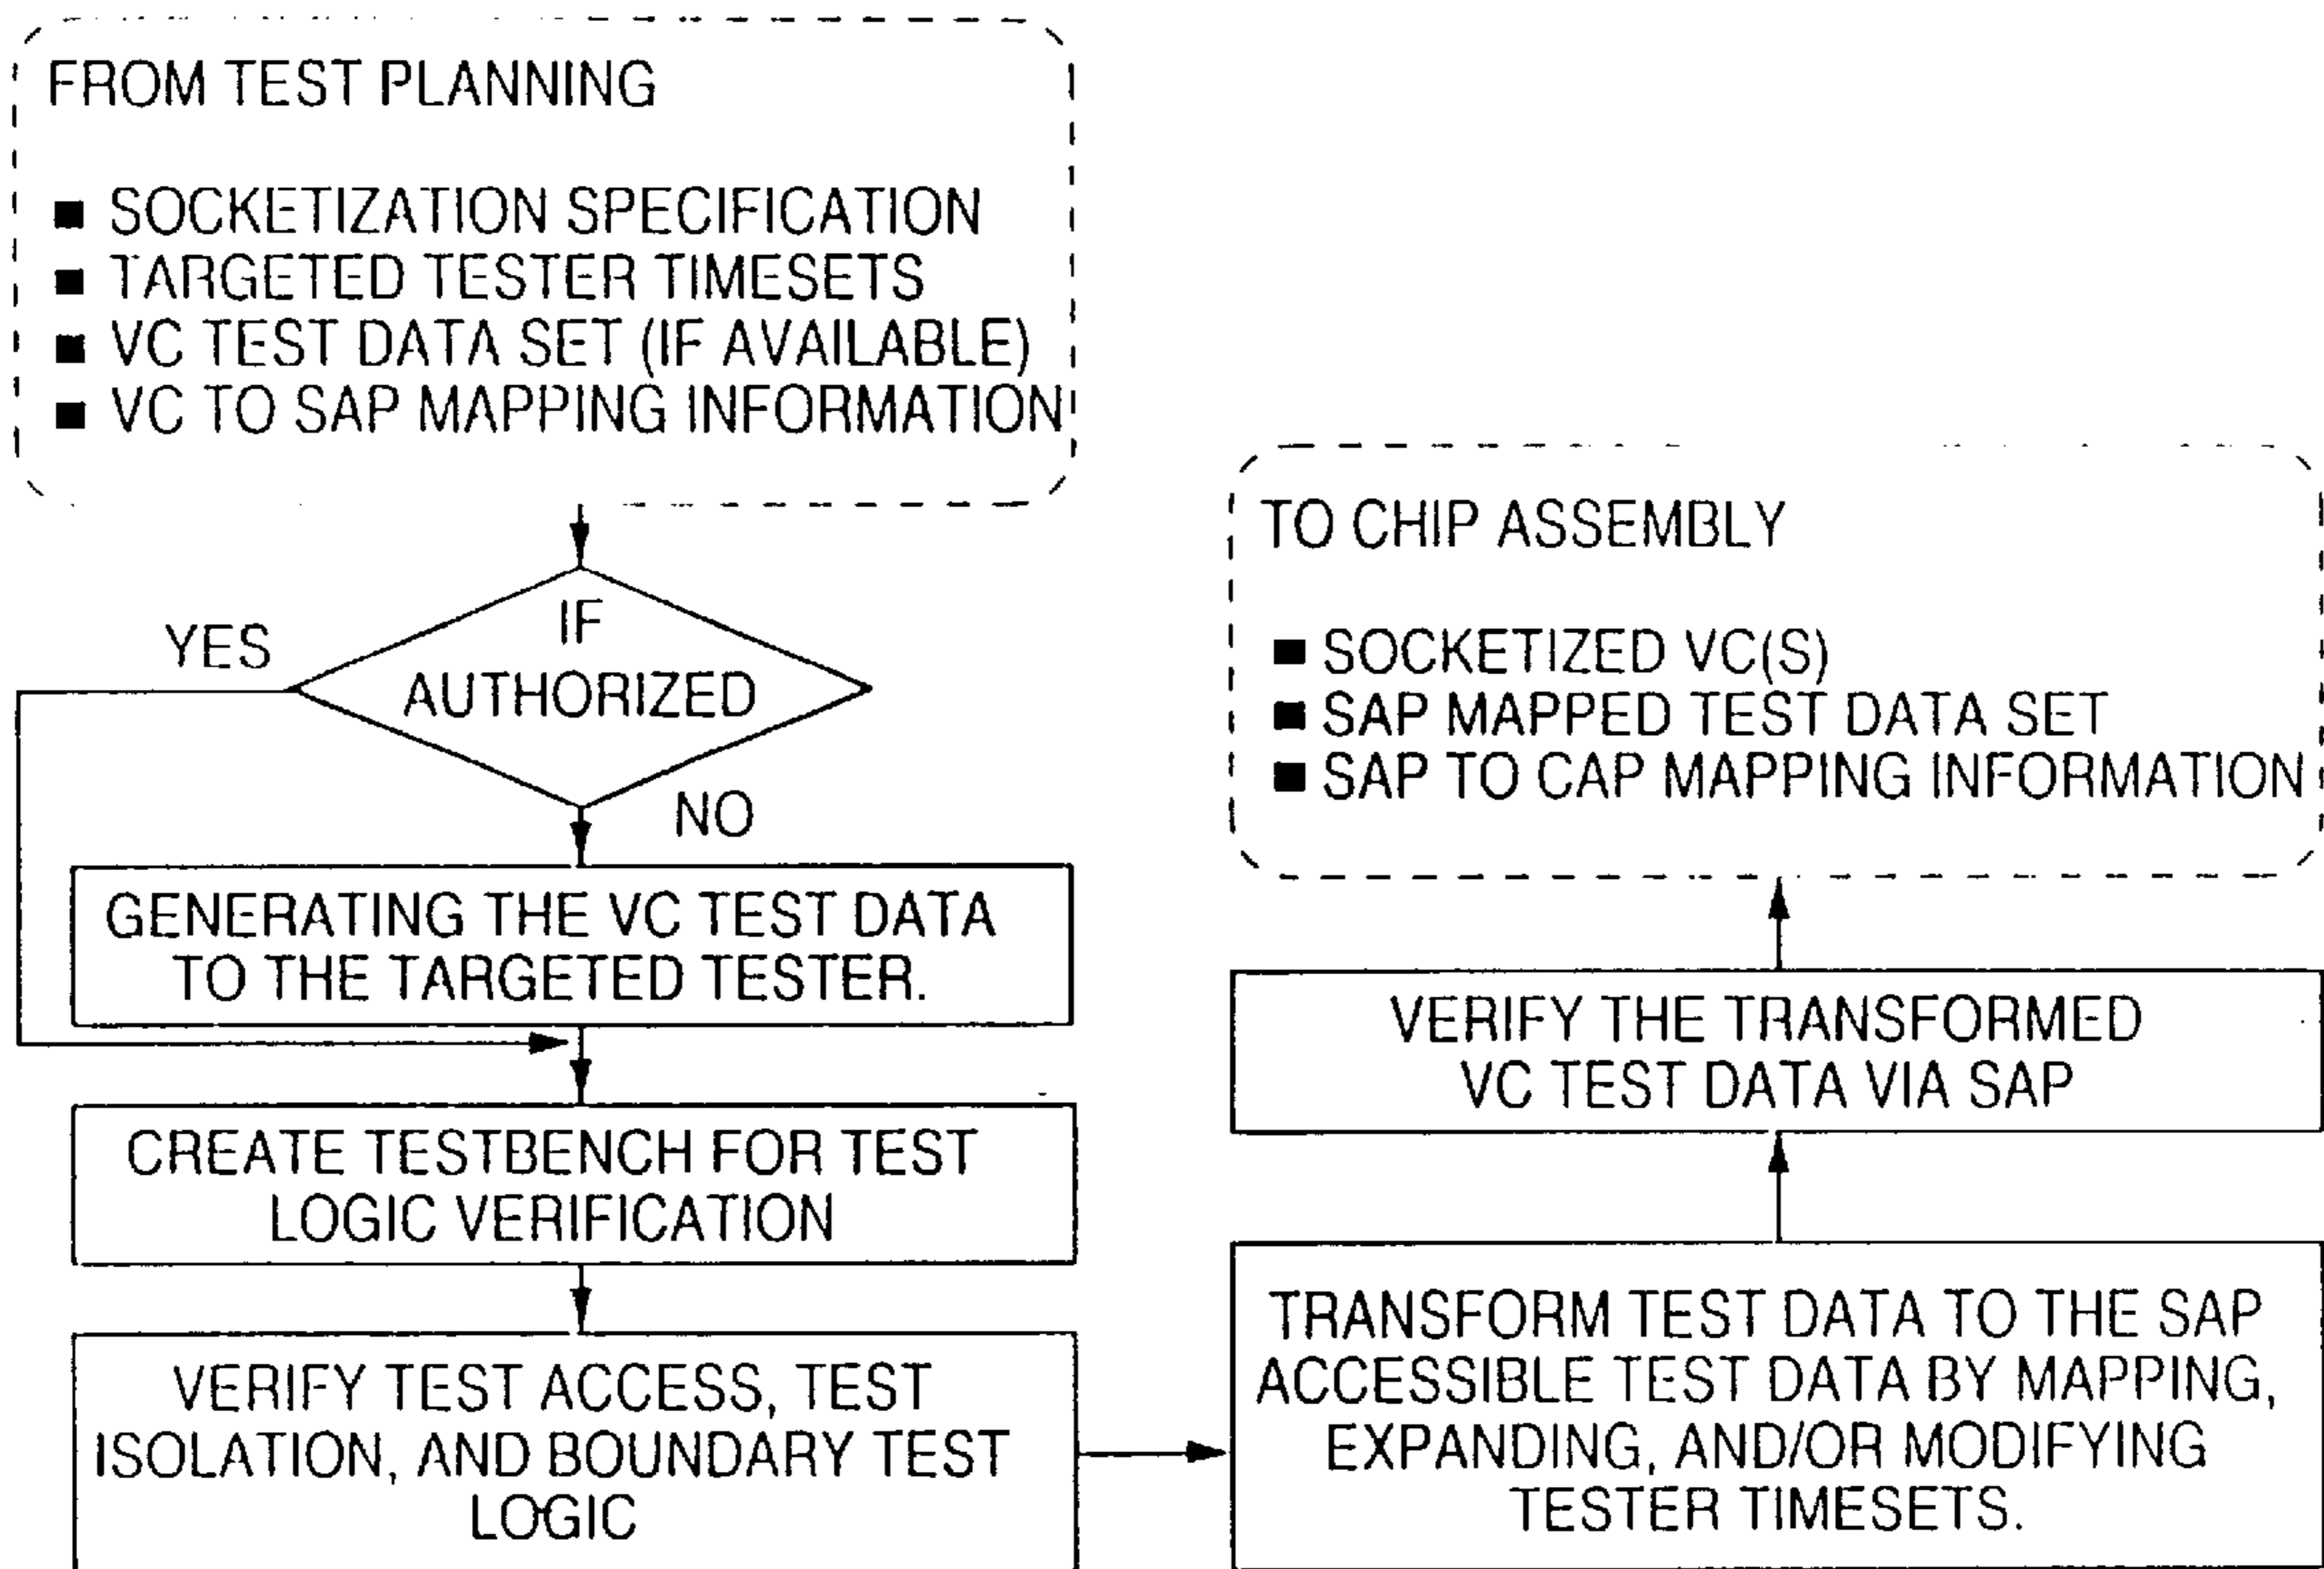 FROM TEST PLANNING
■ SOCKETIZATION SPECIFICATION
■ TARGETED TESTER TIMESETS
■ VC TEST DATA SET (IF AVAILABLE)
■ VC TO SAP MAPPING INFORMATION
IF
AUTHORIZED
YES
NO
GENERATING THE VC TEST DATA
TO THE TARGETED TESTER.
CREATE TESTBENCH FOR TEST
LOGIC VERIFICATION
VERIFY TEST ACCESS, TEST
ISOLATION, AND BOUNDARY TEST
LOGIC
TRANSFORM TEST DATA TO THE SAP
ACCESSIBLE TEST DATA BY MAPPING,
EXPANDING, AND/OR MODIFYING
TESTER TIMESETS.
VERIFY THE TRANSFORMED
VC TEST DATA VIA SAP
TO CHIP ASSEMBLY
■ SOCKETIZED VC(S)
■ SAP MAPPED TEST DATA SET
■ SAP TO CAP MAPPING INFORMATION